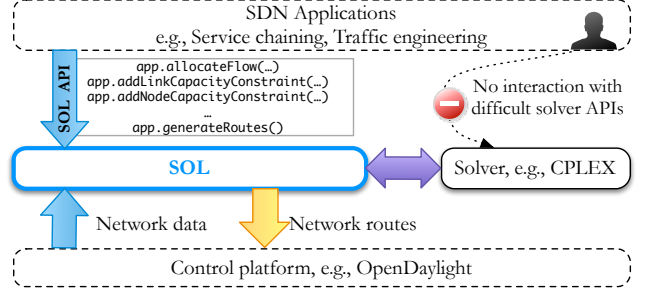 SDN Applications
e.g., Service chaining, Traffic engineering
SOL API
app.allocateFlow(…)
app.addLinkCapacityConstraint(…)
app.addNodeCapacityConstraint(…)
…
app.generateRoutes()
No interaction with
difficult solver APIs
SOL
Solver, e.g., CPLEX
Network data
Network routes
Control platform, e.g., OpenDaylight